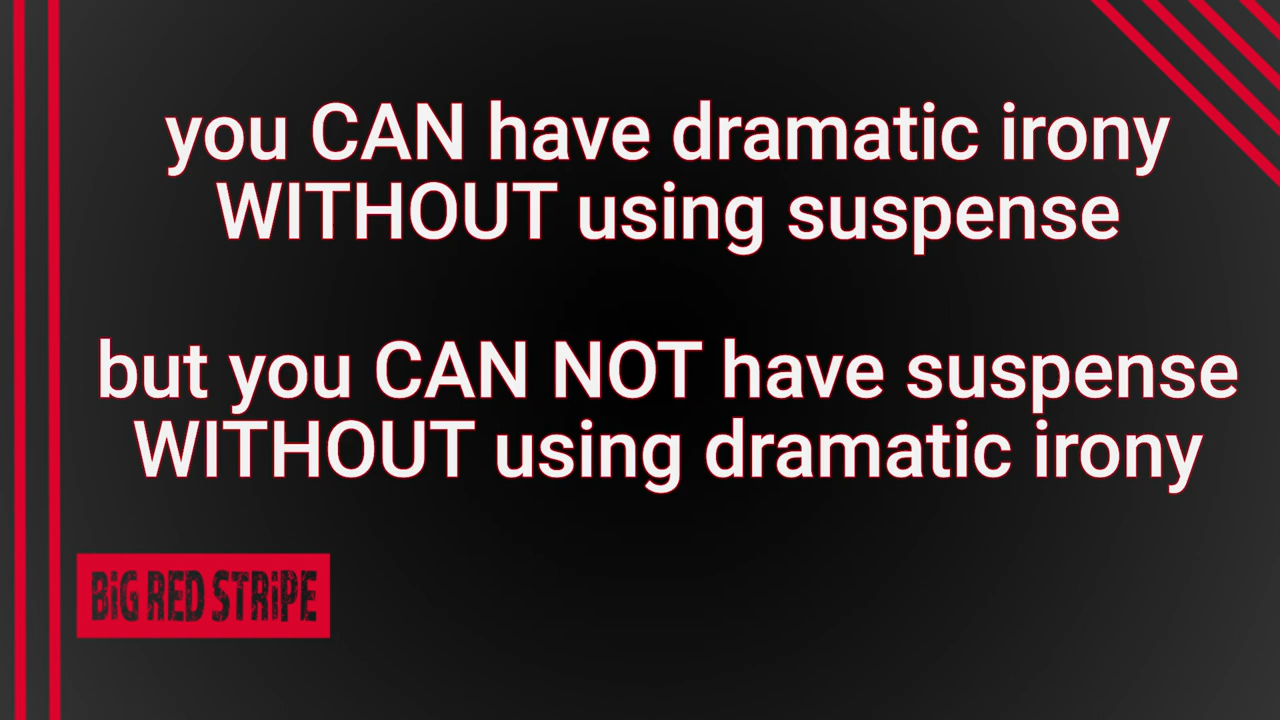 you CAN have dramatic irony
WITHOUT using suspense
but you CAN NOT have suspense
WITHOUT using dramatic irony
BiG RED STRiPE